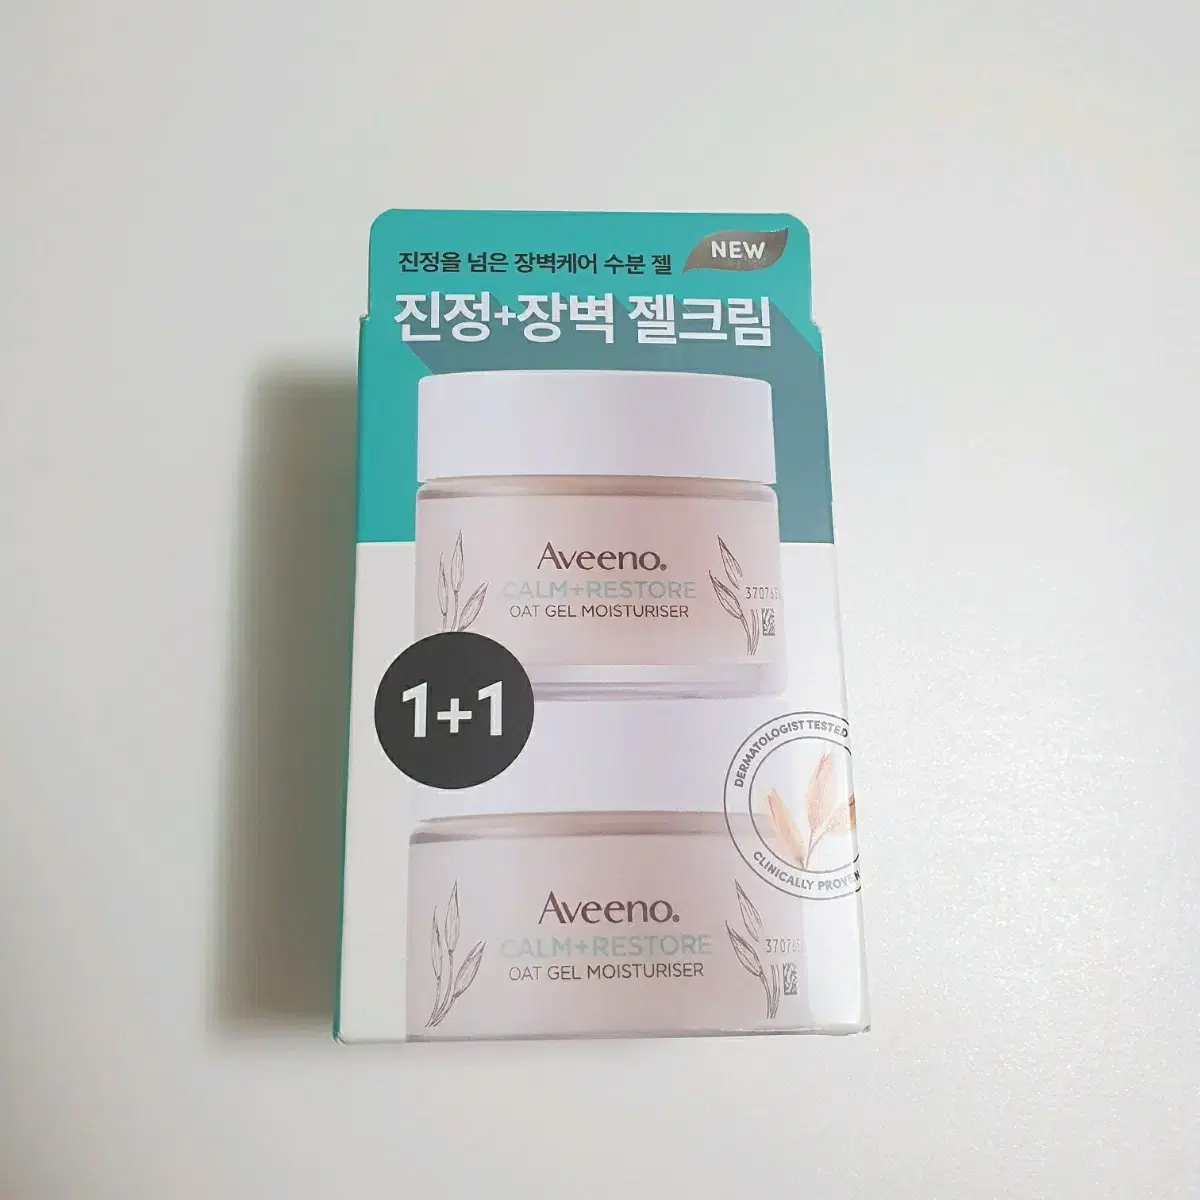 진정을 넘은 장벽케어 수분 젤
NEW
진정+장벽 젤크림
Aveeno.
CALM+RESTORE
OAT GEL MOISTURISER
1+1
DERMATOLOGIST TESTED
CLINICALLY PROVEN
Aveeno.
CALM+RESTORE
OAT GEL MOISTURISER